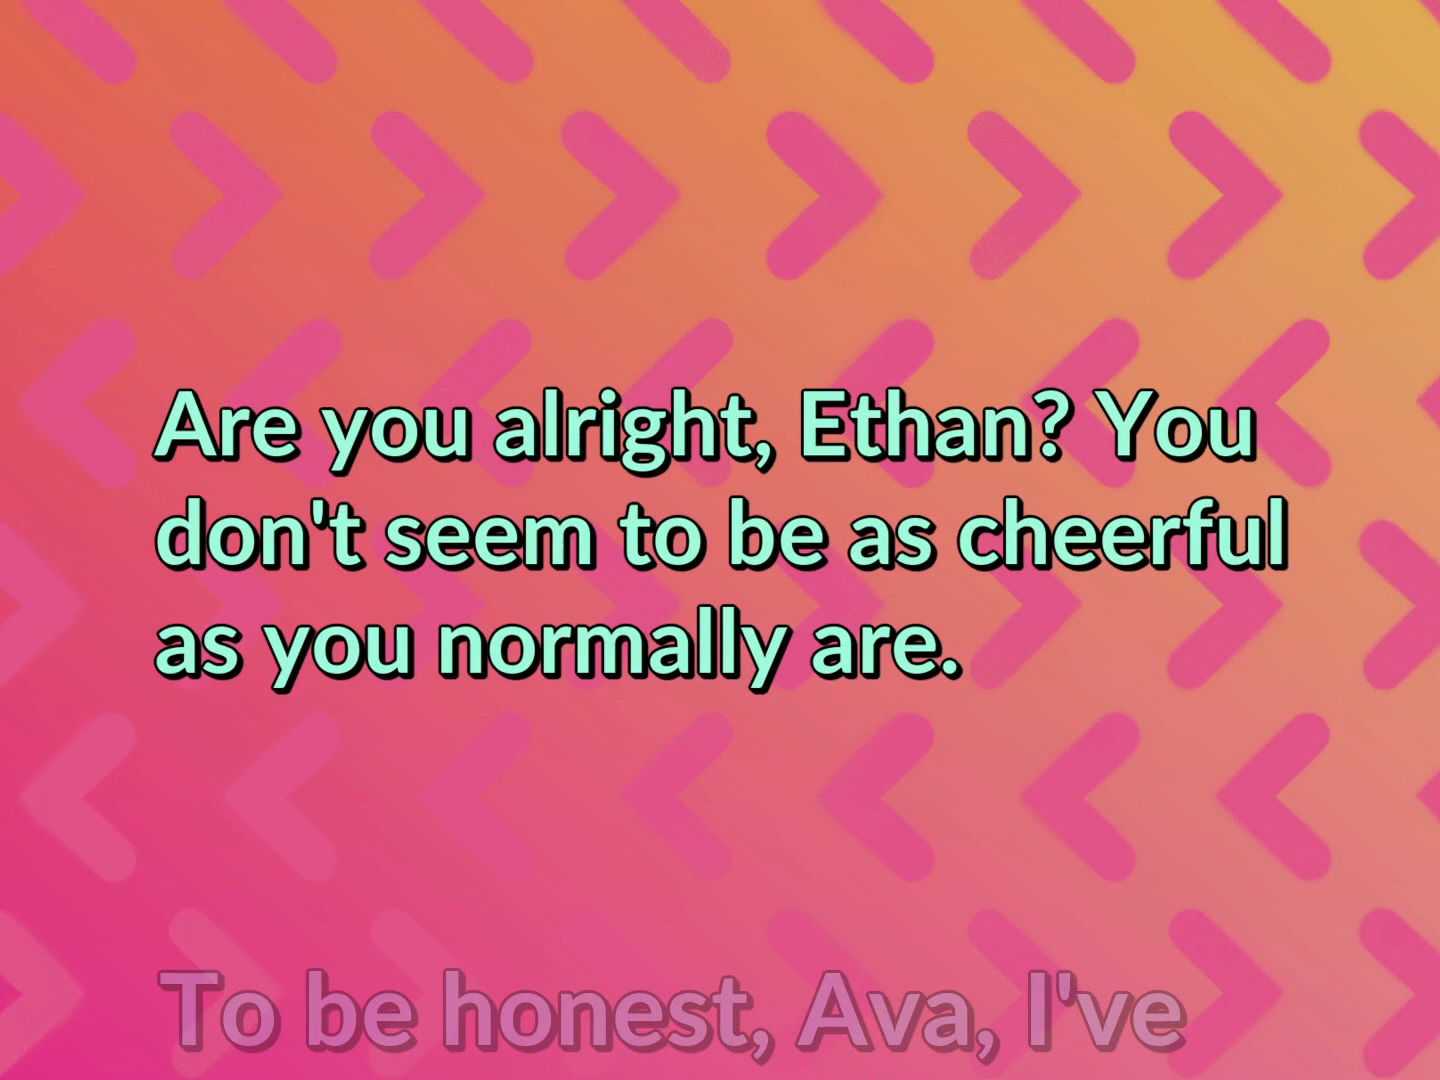 Are you alright, Ethan? You
don't seem to be as cheerful
as you normally are.
To be honest, Ava, I've